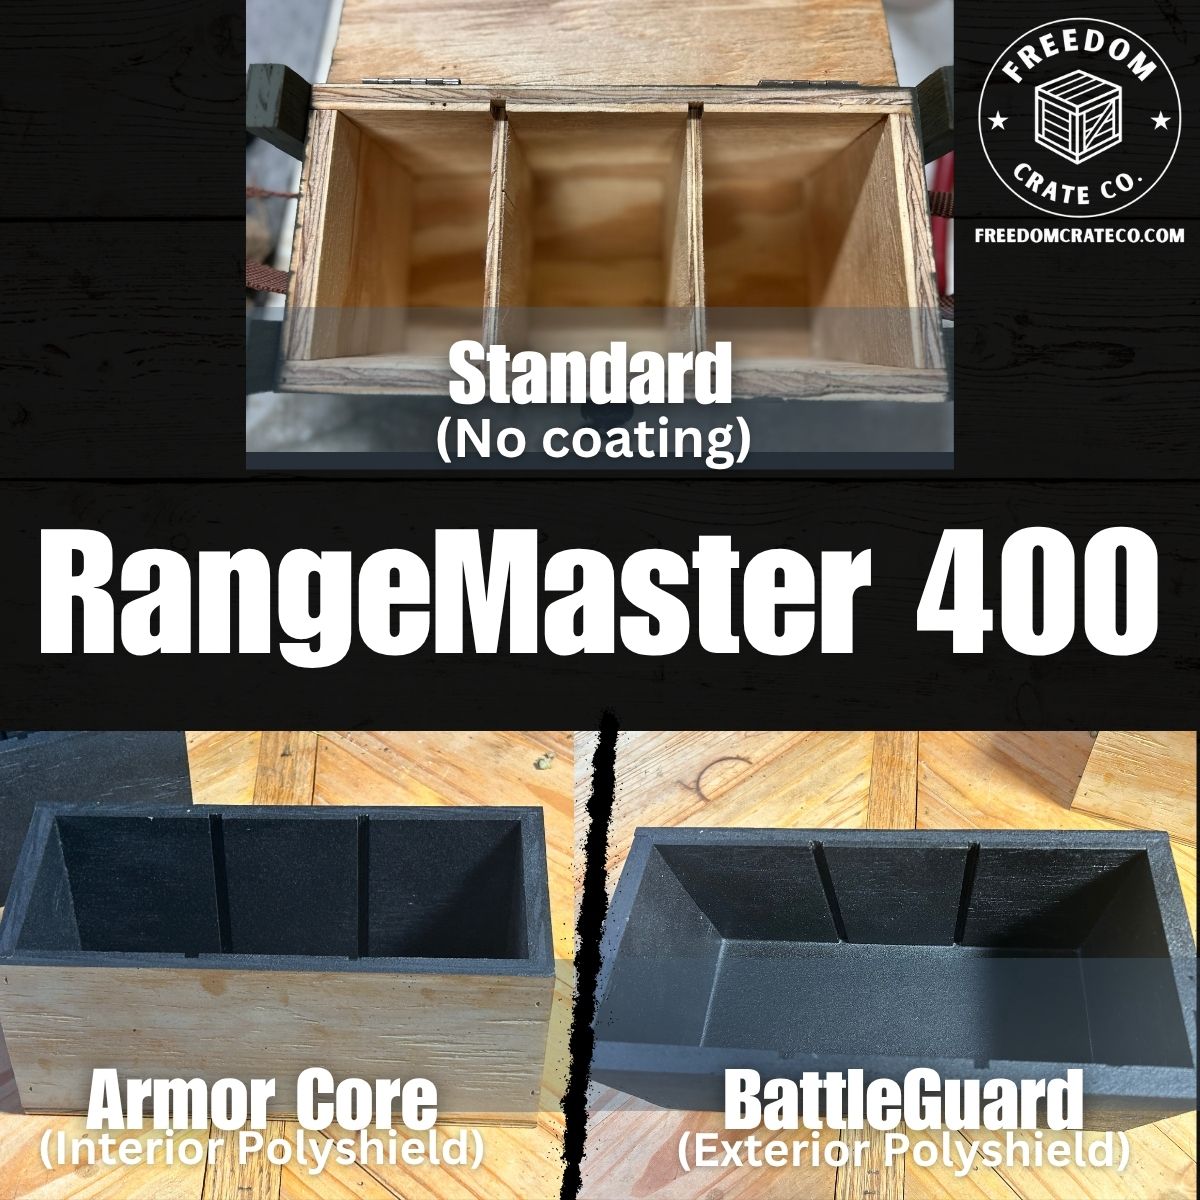 FREEDOM
CRATE CO.
FREEDOMCRATECO.COM
Standard
(No coating)
RangeMaster 400
Armor Core
(Interior Polyshield)
BattleGuard
(Exterior Polyshield)